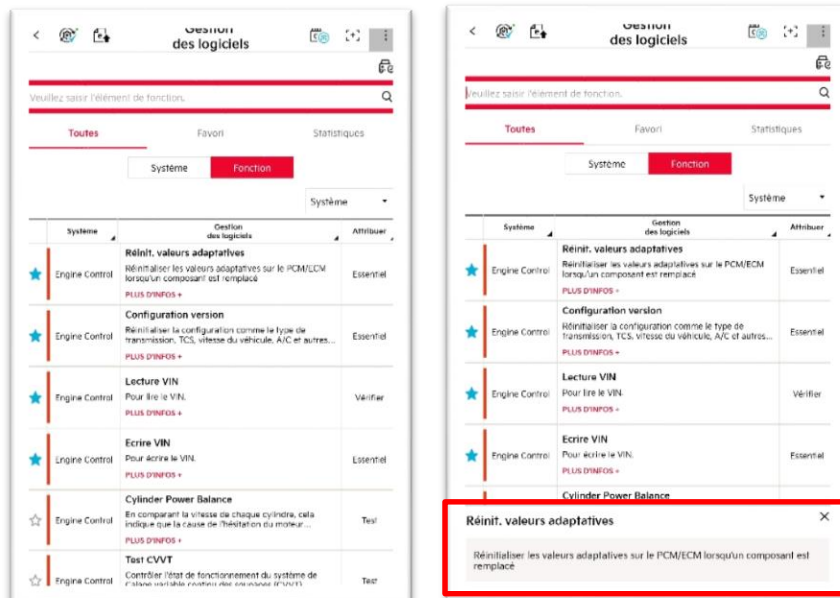 Gestion
des logiciels
Veuillez saisir l'élément de fonction.
Toutes
Favori
Statistiques
Système
Fonction
Système
Système
Gestion
des logiciels
Attribuer
Engine Control
Réinit. valeurs adaptatives
Réinitialiser les valeurs adaptatives sur le PCM/ECM
lorsqu'un composant est remplacé
PLUS D'INFOS +
Essentiel
Engine Control
Configuration version
Réinitialiser la configuration comme le type de
transmission, TCS, vitesse du véhicule, A/C et autres...
PLUS D'INFOS +
Essentiel
Engine Control
Lecture VIN
Pour lire le VIN.
PLUS D'INFOS +
Vérifier
Engine Control
Ecrire VIN
Pour écrire le VIN.
PLUS D'INFOS +
Essentiel
Engine Control
Cylinder Power Balance
En comparant la vitesse de chaque cylindre, cela
indique que la cause de l'hésitation du moteur...
PLUS D'INFOS +
Test
Engine Control
Test CVVT
Contrôler l'état de fonctionnement du système de
calage variable continu des soupapes (CVVT)
Test
Gestion
des logiciels
Veuillez saisir l'élément de fonction.
Toutes
Favori
Statistiques
Système
Fonction
Système
Système
Gestion
des logiciels
Attribuer
Engine Control
Réinit. valeurs adaptatives
Réinitialiser les valeurs adaptatives sur le PCM/ECM
lorsqu'un composant est remplacé
PLUS D'INFOS +
Essentiel
Engine Control
Configuration version
Réinitialiser la configuration comme le type de
transmission, TCS, vitesse du véhicule, A/C et autres...
PLUS D'INFOS +
Essentiel
Engine Control
Lecture VIN
Pour lire le VIN.
PLUS D'INFOS +
Vérifier
Engine Control
Ecrire VIN
Pour écrire le VIN.
PLUS D'INFOS +
Essentiel
Cylinder Power Balance
Réinit. valeurs adaptatives
Réinitialiser les valeurs adaptatives sur le PCM/ECM lorsqu'un composant est
remplacé